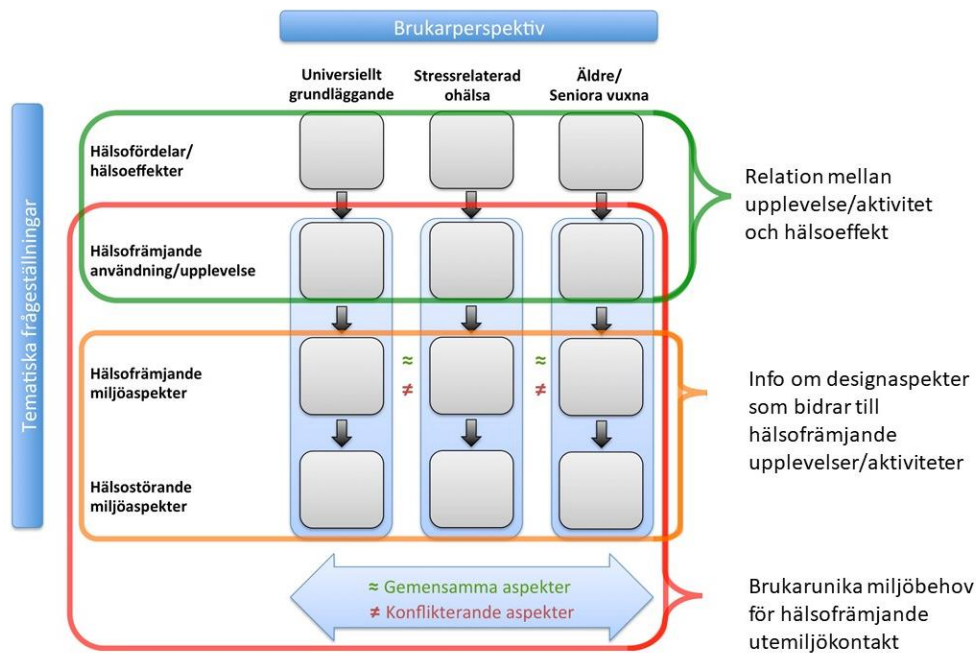 Brukarperspektiv
Universiellt
grundläggande
Stressrelaterad
ohälsa
Äldre/
Seniora vuxna
Tematiska frågeställningar
Hälsofördelar/
hälsoeffekter
Relation mellan
upplevelse/aktivitet
och hälsoeffekt
Hälsofrämjande
användning/upplevelse
Hälsofrämjande
miljöaspekter
≈
≠
≈
≠
Info om designaspekter
som bidrar till
hälsofrämjande
upplevelser/aktiviteter
Hälsostörande
miljöaspekter
≈ Gemensamma aspekter
≠ Konflikterande aspekter
Brukarunika miljöbehov
för hälsofrämjande
utemiljökontakt